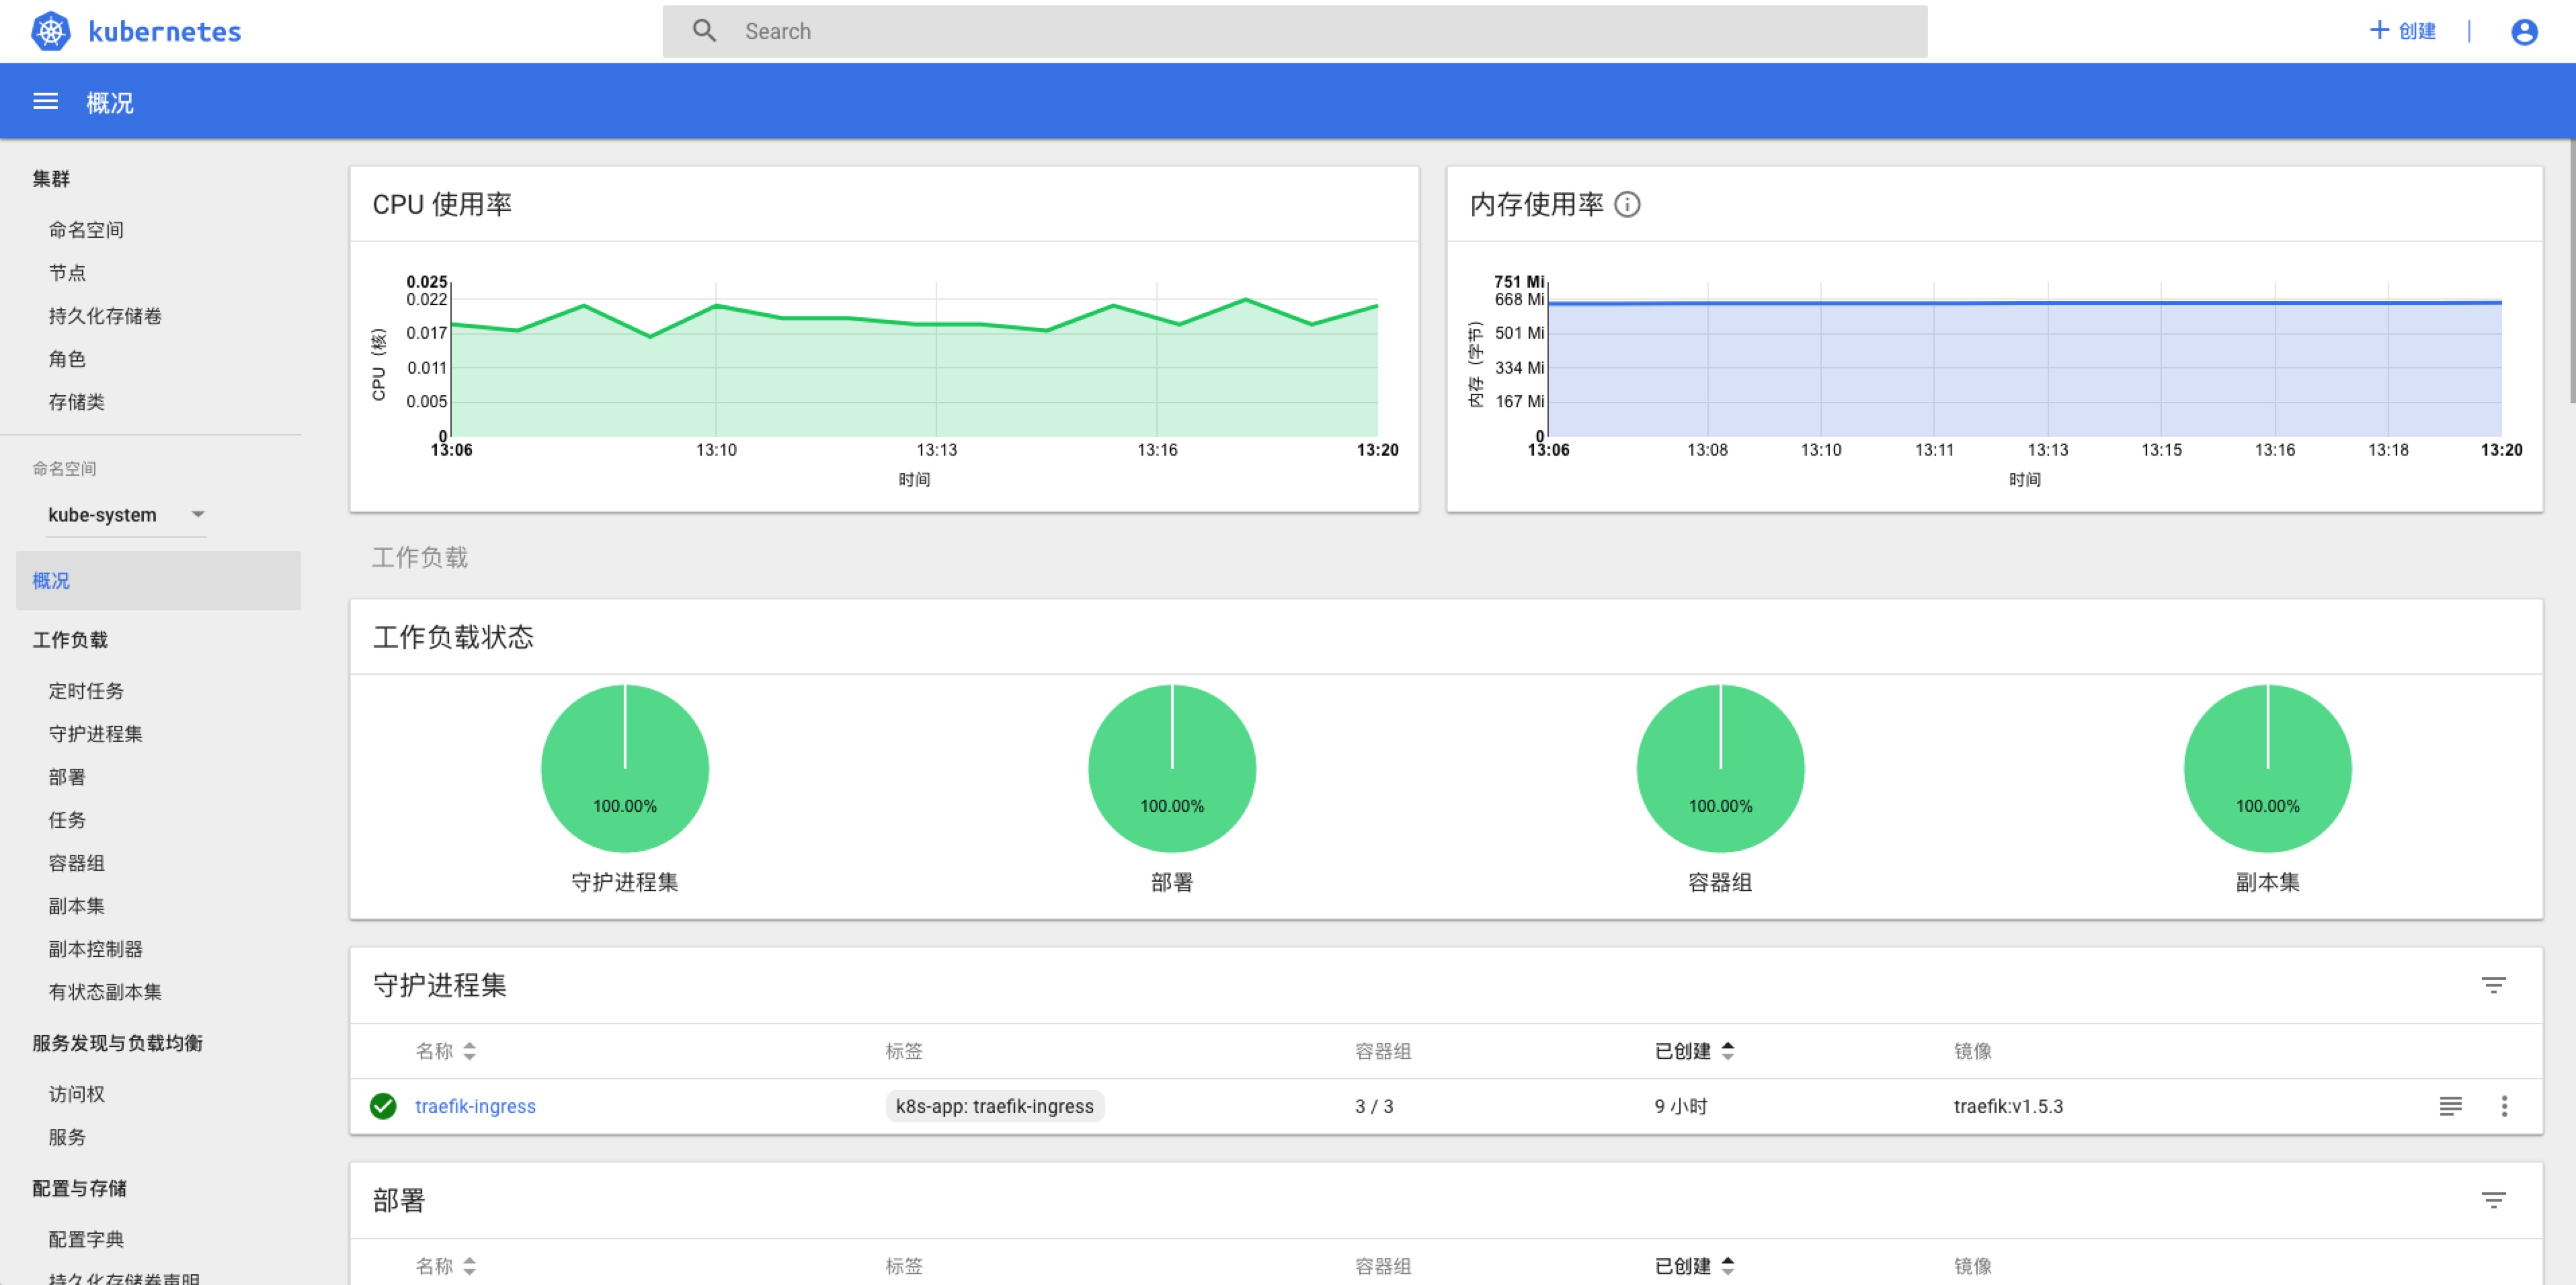 kubernetes
Search
创建
概况
集群
命名空间
节点
持久化存储卷
角色
存储类
命名空间
kube-system
概况
工作负载
定时任务
守护进程集
部署
任务
容器组
副本集
副本控制器
有状态副本集
服务发现与负载均衡
访问权
服务
配置与存储
配置字典
持久化存储卷声明
CPU 使用率
CPU（核）
0.025
0.022
0.017
0.011
0.005
0
13:06 13:10 13:13 13:16 13:20
时间
内存使用率
内存（字节）
751 Mi
668 Mi
501 Mi
334 Mi
167 Mi
0
13:06 13:08 13:10 13:11 13:13 13:15 13:16 13:18 13:20
时间
工作负载
工作负载状态
100.00% 100.00% 100.00% 100.00%
守护进程集 部署 容器组 副本集
守护进程集
名称 标签 容器组 已创建 镜像
traefik-ingress k8s-app: traefik-ingress 3 / 3 9 小时 traefik:v1.5.3
部署
名称 标签 容器组 已创建 镜像